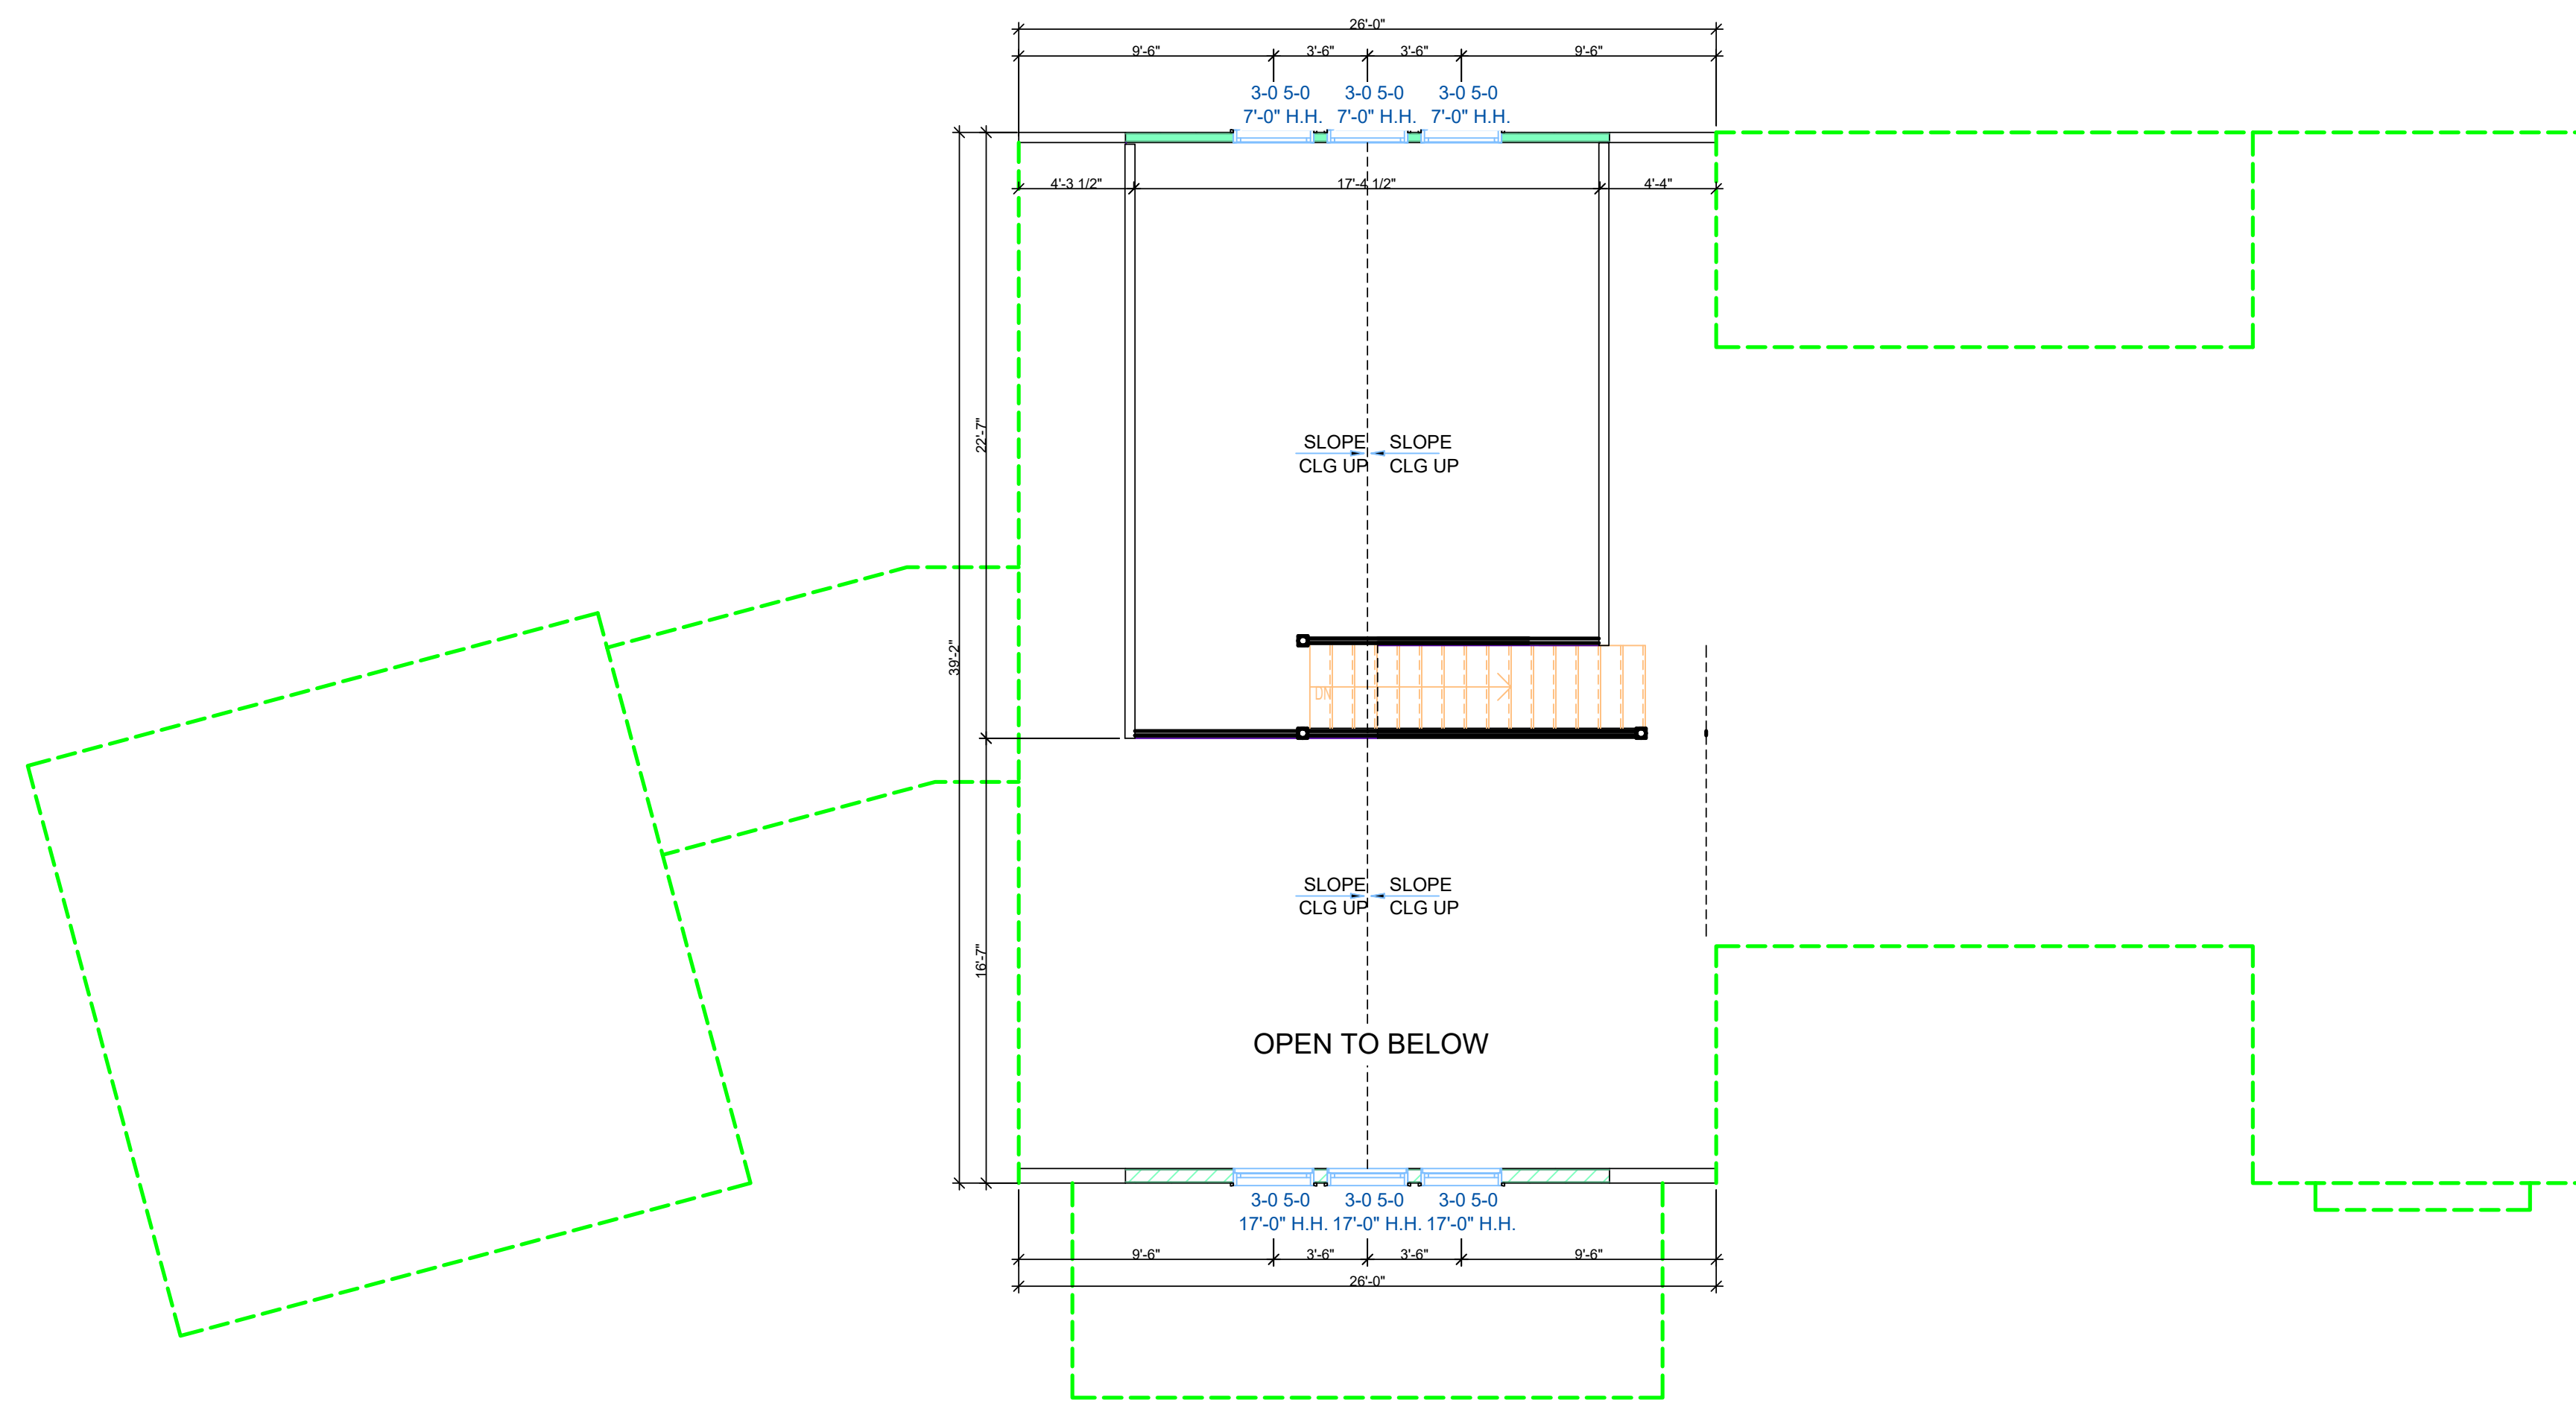 26'-0"
9'-6" 3'-6" 3'-6" 9'-6"
3-0 5-0 3-0 5-0 3-0 5-0
7'-0" H.H. 7'-0" H.H. 7'-0" H.H.
4'-3 1/2" 17'-4 1/2" 4'-4"
22'-7"
SLOPE SLOPE
CLG UP CLG UP
39'-2"
DN
SLOPE SLOPE
CLG UP CLG UP
16'-7"
OPEN TO BELOW
3-0 5-0 3-0 5-0 3-0 5-0
17'-0" H.H. 17'-0" H.H. 17'-0" H.H.
9'-6" 3'-6" 3'-6" 9'-6"
26'-0"